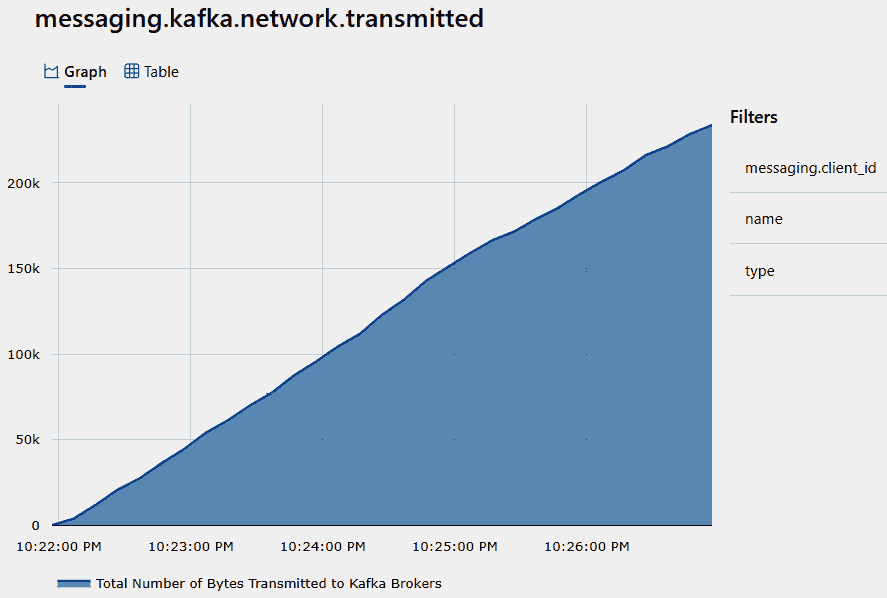 messaging.kafka.network.transmitted
Graph Table
Filters
messaging.client_id
name
type
200k
150k
100k
50k
0
10:22:00 PM 10:23:00 PM 10:24:00 PM 10:25:00 PM 10:26:00 PM
Total Number of Bytes Transmitted to Kafka Brokers